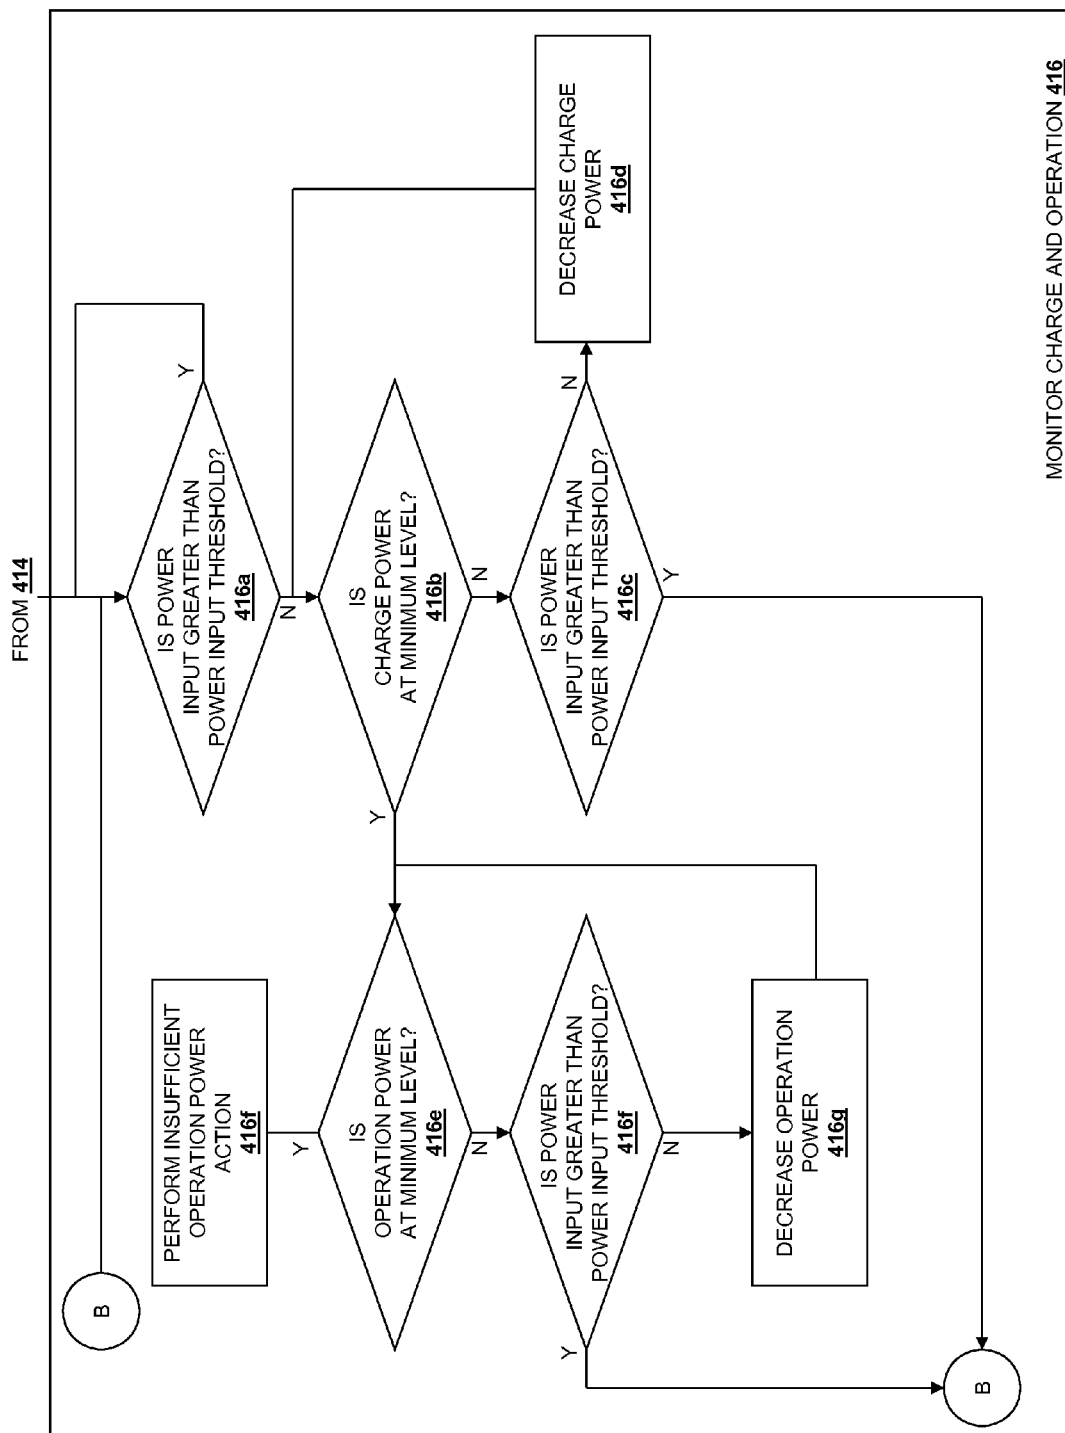 FROM 414
IS POWER
INPUT GREATER THAN
POWER INPUT THRESHOLD?
416a
Y
N
IS
CHARGE POWER
AT MINIMUM LEVEL?
416b
Y
N
IS POWER
INPUT GREATER THAN
POWER INPUT THRESHOLD?
416c
N
Y
DECREASE CHARGE
POWER
416d
B
PERFORM INSUFFICIENT
OPERATION POWER
ACTION
416f
Y
IS
OPERATION POWER
AT MINIMUM LEVEL?
416e
N
IS POWER
INPUT GREATER THAN
POWER INPUT THRESHOLD?
416f
Y
N
DECREASE OPERATION
POWER
416g
B
MONITOR CHARGE AND OPERATION 416